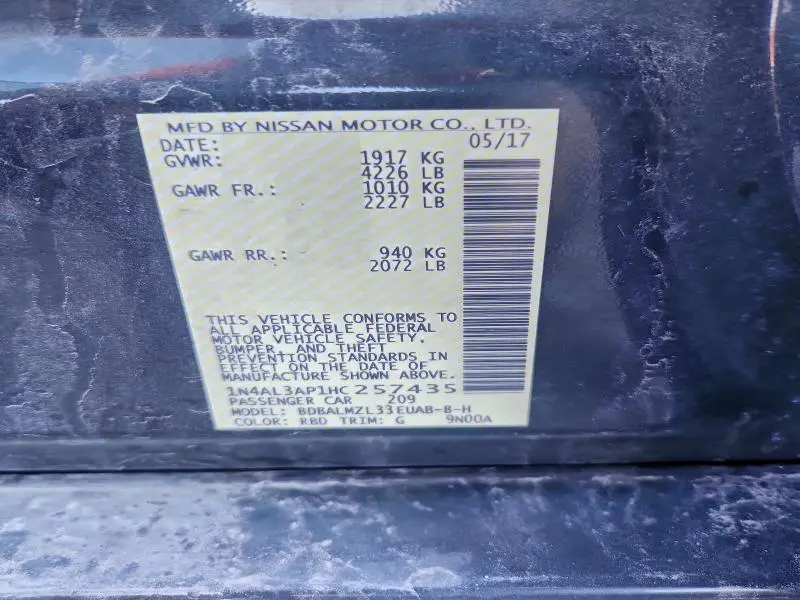 MFD BY NISSAN MOTOR CO., LTD.
DATE: 05/17
GVWR: 1917 KG
4226 LB
GAWR FR.: 1010 KG
2227 LB
GAWR RR.: 940 KG
2072 LB
THIS VEHICLE CONFORMS TO
ALL APPLICABLE FEDERAL
MOTOR VEHICLE SAFETY,
BUMPER, AND THEFT
PREVENTION STANDARDS IN
EFFECT ON THE DATE OF
MANUFACTURE SHOWN ABOVE.
1N4AL3AP1HC257435
PASSENGER CAR 209
MODEL: BDBALMZL33EUAB-B-H
COLOR: RBD TRIM: G 9N00A